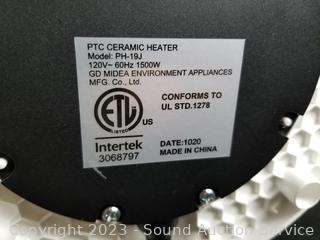 PTC CERAMIC HEATER
Model: PH-19J
120V~ 60Hz 1500W
GD MIDEA ENVIRONMENT APPLIANCES
MFG. Co., Ltd.
ETL
LISTED
US
CONFORMS TO
UL STD.1278
Intertek
3068797
DATE:1020
MADE IN CHINA
Copyright 2023 - Sound Auction Service